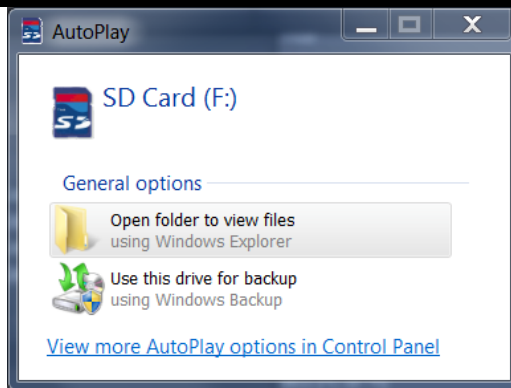 AutoPlay
SD Card (F:)
General options
Open folder to view files
using Windows Explorer
Use this drive for backup
using Windows Backup
View more AutoPlay options in Control Panel